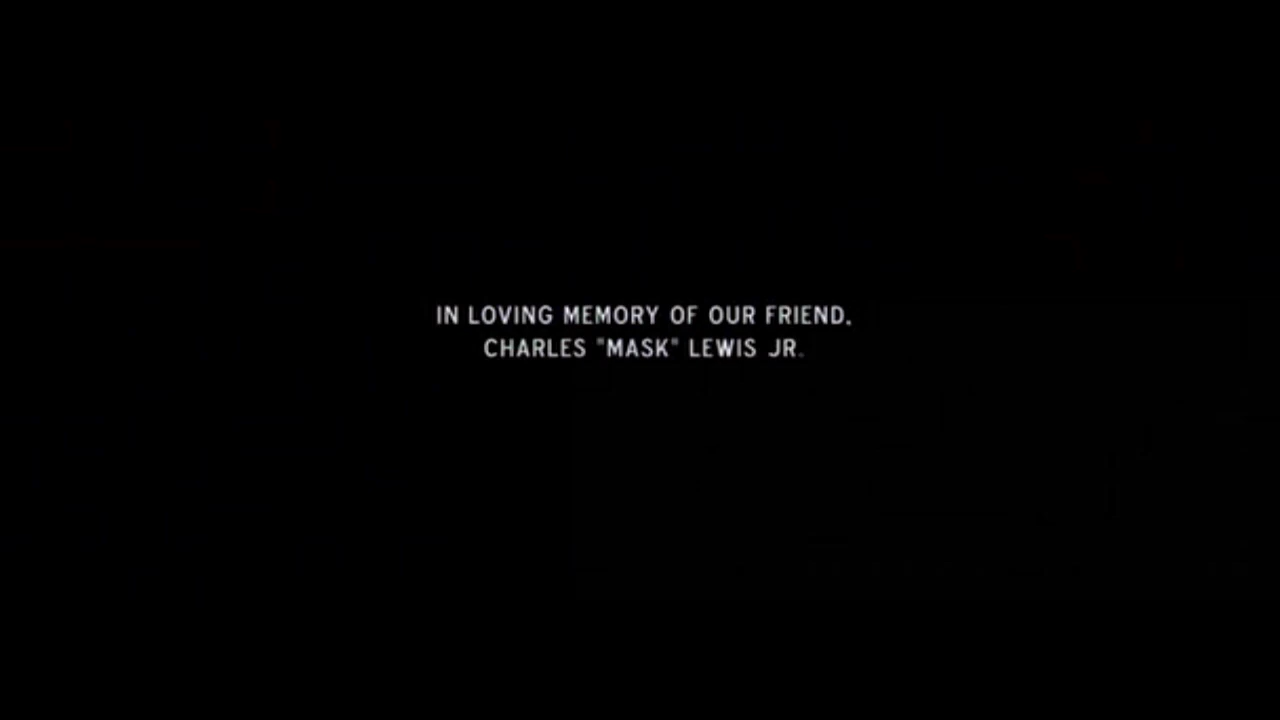 IN LOVING MEMORY OF OUR FRIEND,
CHARLES "MASK" LEWIS JR.